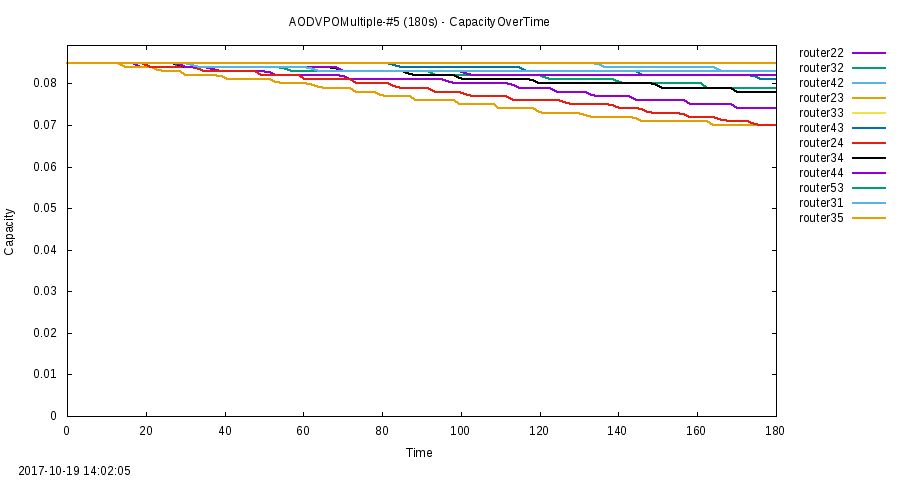 AODVPOMultiple-#5 (180s) - CapacityOverTime
router22
router32
router42
router23
router33
router43
router24
router34
router44
router53
router31
router35
0.08
0.07
0.06
0.05
0.04
0.03
0.02
0.01
0
Capacity
0 20 40 60 80 100 120 140 160 180
Time
2017-10-19 14:02:05